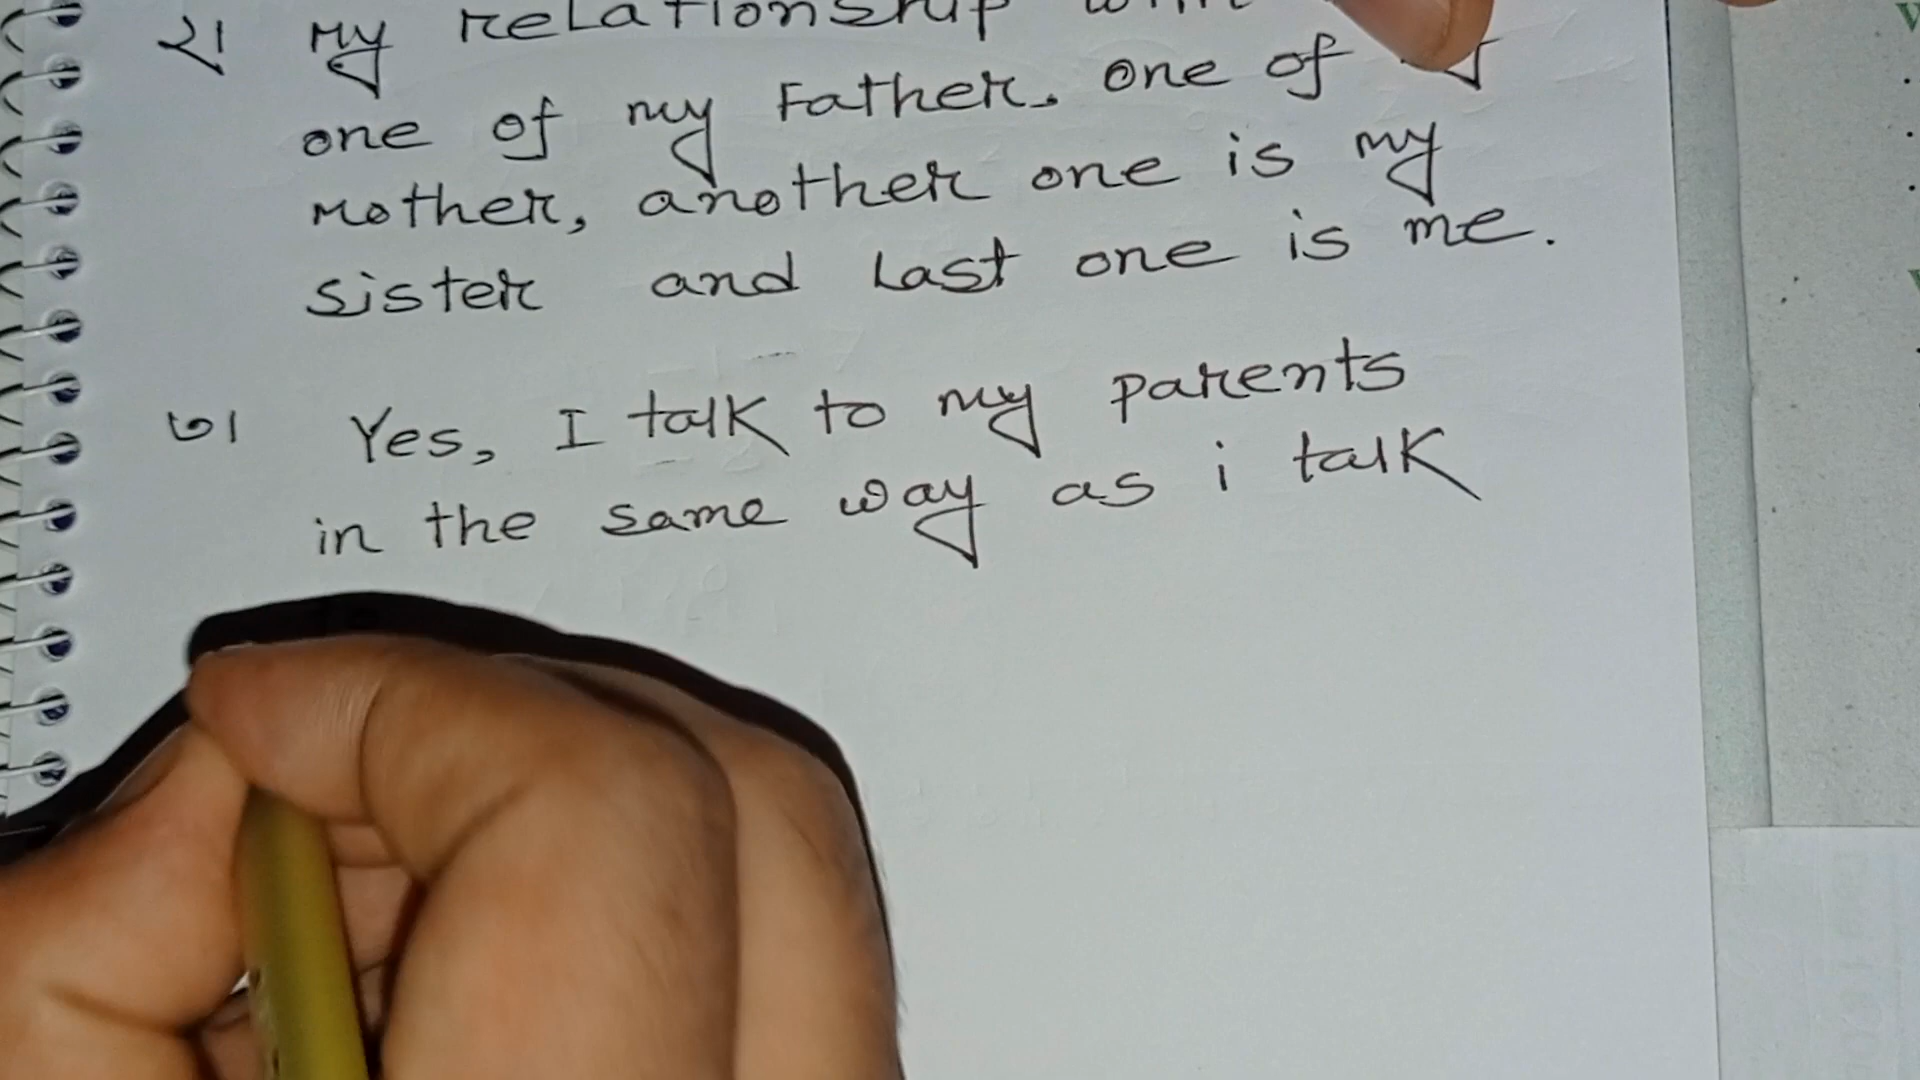 ২। My relationship with
one of my Father. one of
Mother, another one is my
sister and Last one is me.
৩। Yes, I talk to my parents
in the same way as i talk